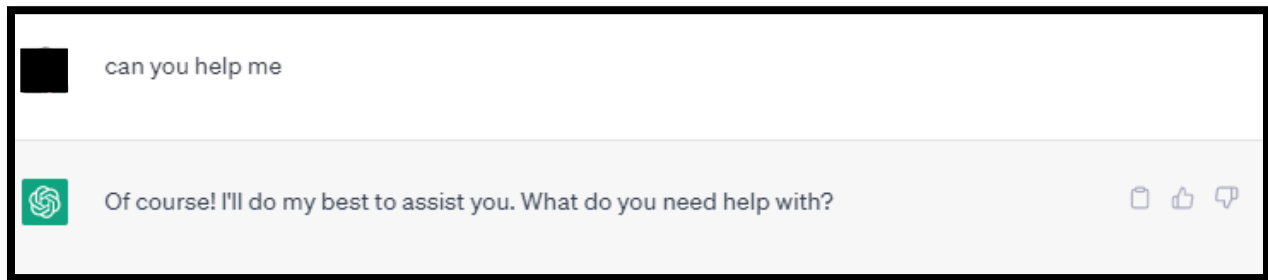 can you help me
Of course! I'll do my best to assist you. What do you need help with?